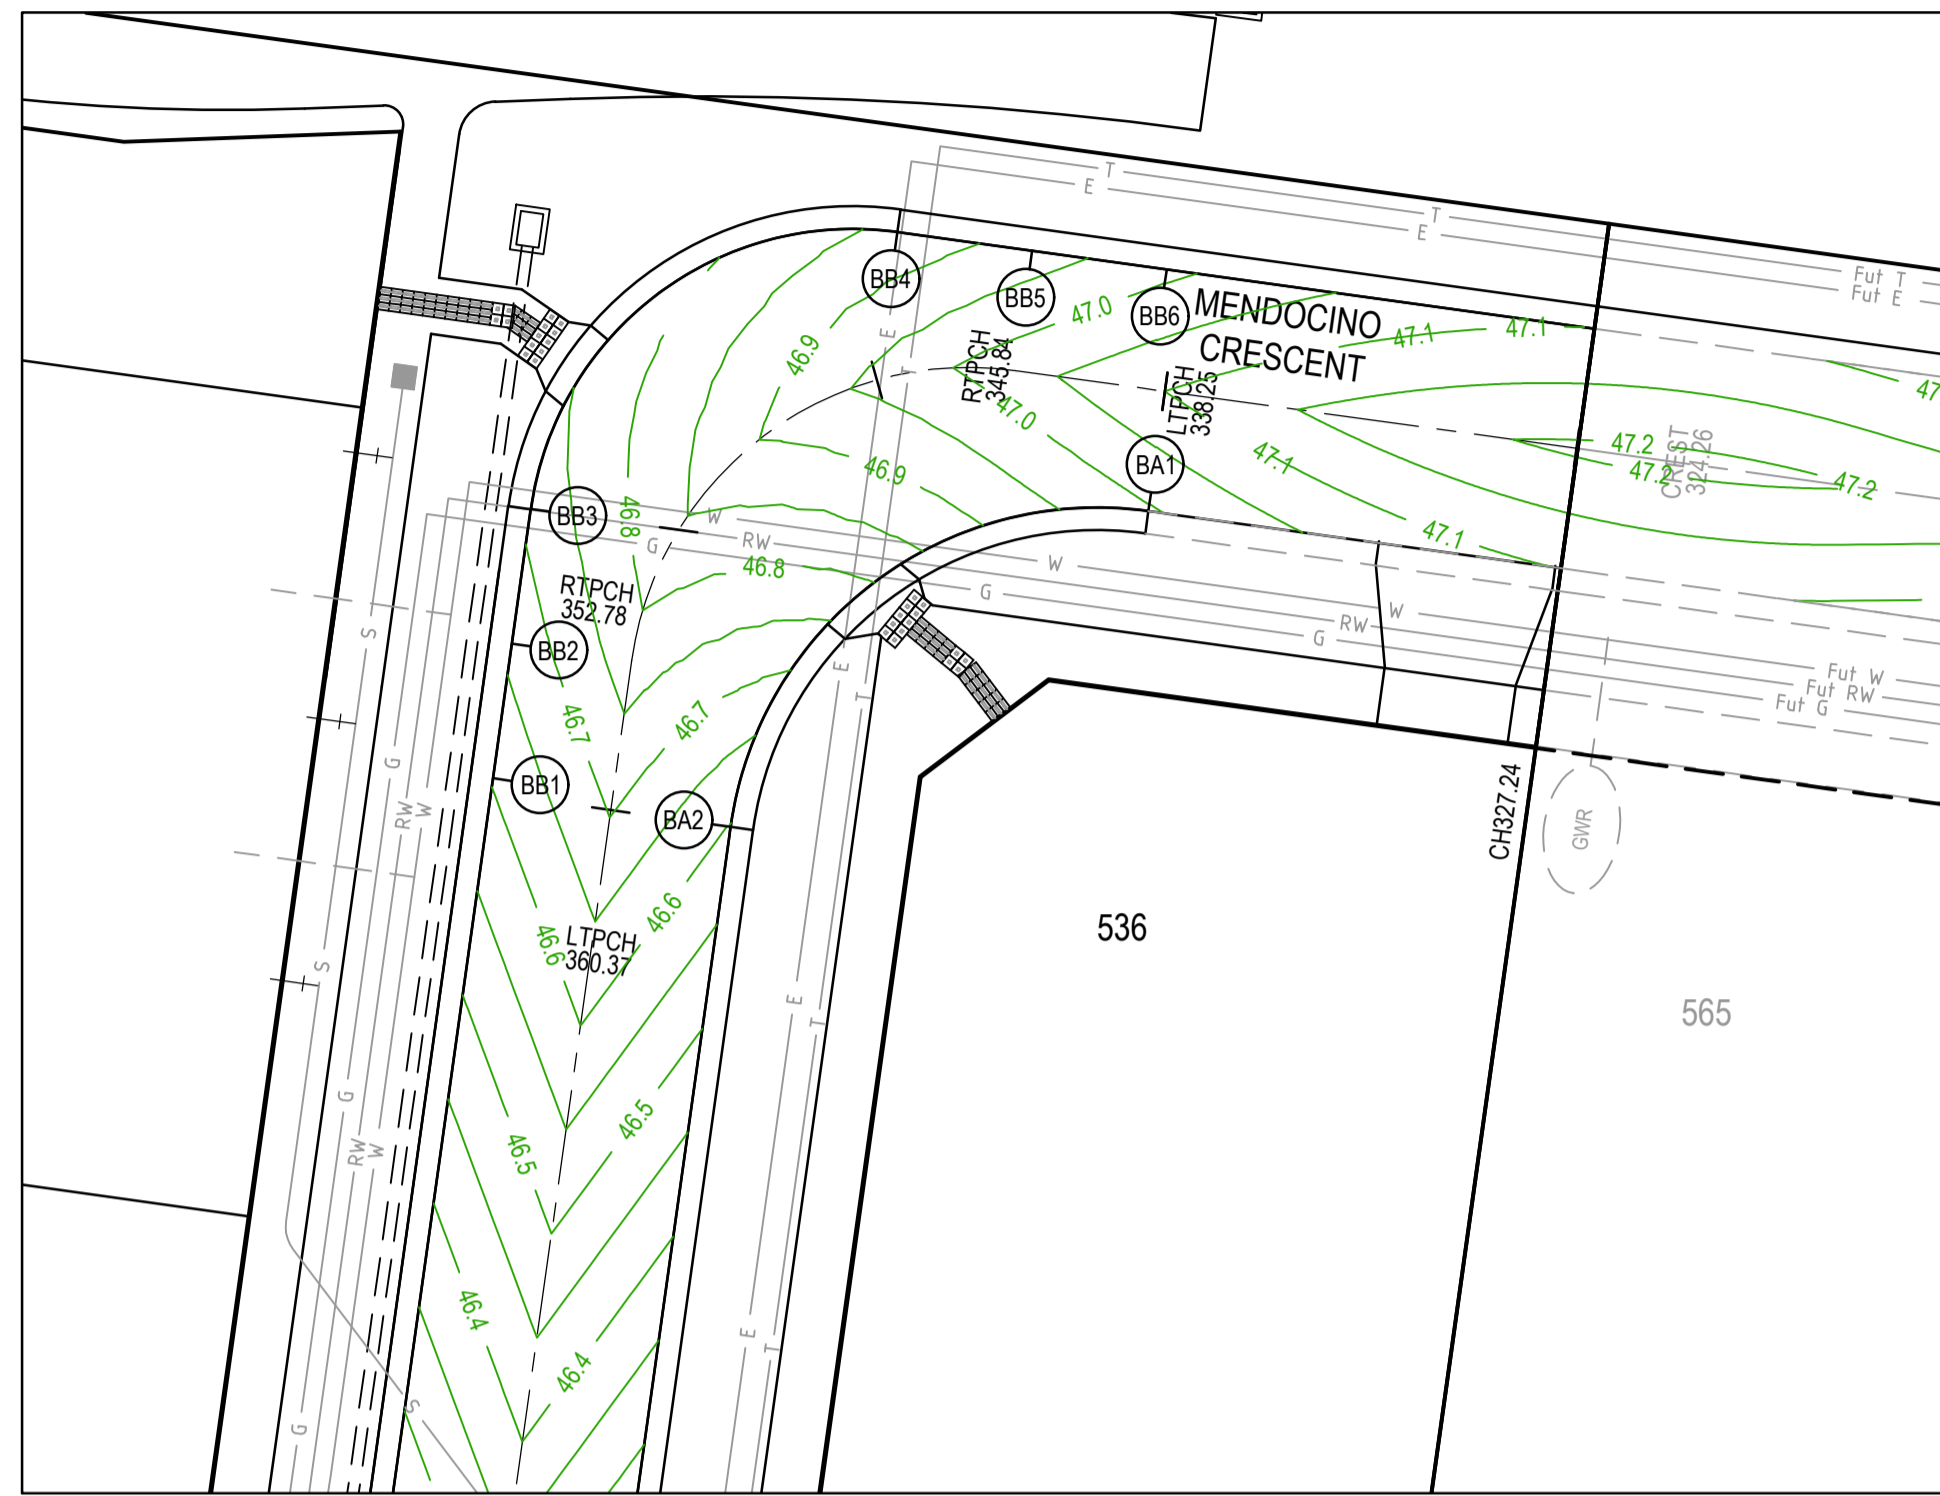 T
E
T
E
Fut T
Fut E
BB4
BB5
BB6
47.0
MENDOCINO
CRESCENT
47.1
47.1
E
T
46.9
RTPCH
345.84
LTPCH
338.25
47
47.0
47.1
47.2
47.2
47.2
CREST
324.26
BA1
46.9
BB3
46.8
W
RW
G
47.1
46.8
W
G
W
RW
G
RTPCH
352.78
S
BB2
E
T
Fut W
Fut RW
Fut G
46.7
46.7
G
RW
W
BB1
BA2
CH327.24
GWR
46.6
46.6
LTPCH
360.37
536
S
E
T
565
G
46.5
46.5
RW
W
46.4
46.4
E
T
S
G